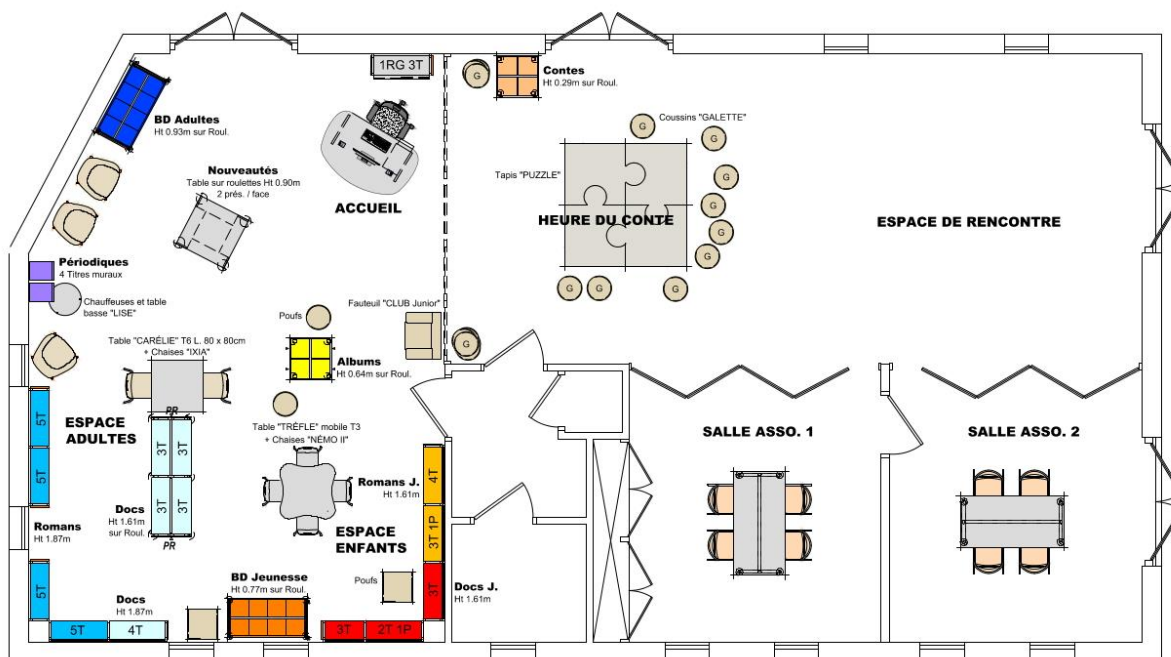 1RG 3T
Contes
Ht 0.29m sur Roul.
G
BD Adultes
Ht 0.93m sur Roul.
Coussins "GALETTE"
G
G
Nouveautés
Table sur roulettes Ht 0.90m
2 prés. / face
Tapis "PUZZLE"
G
ACCUEIL
G
HEURE DU CONTE
G
ESPACE DE RENCONTRE
G
Périodiques
4 Titres muraux
G
G
G
Chauffeuses et table
basse "LISE"
Fauteuil "CLUB Junior"
Poufs
Table "CARÉLIE" T6 L. 80 x 80cm
+ Chaises "IXIA"
G
Albums
Ht 0.64m sur Roul.
PR
5T
ESPACE
ADULTES
3T
3T
Table "TRÈFLE" mobile T3
+ Chaises "NÉMO II"
SALLE ASSO. 1
SALLE ASSO. 2
5T
Romans J.
Ht 1.61m
4T
3T
3T
Docs
Ht 1.61m
sur Roul.
Romans
Ht 1.87m
PR
ESPACE
ENFANTS
3T 1P
5T
BD Jeunesse
Ht 0.77m sur Roul.
Poufs
3T
Docs J.
Ht 1.61m
Docs
Ht 1.87m
5T
4T
3T
2T 1P